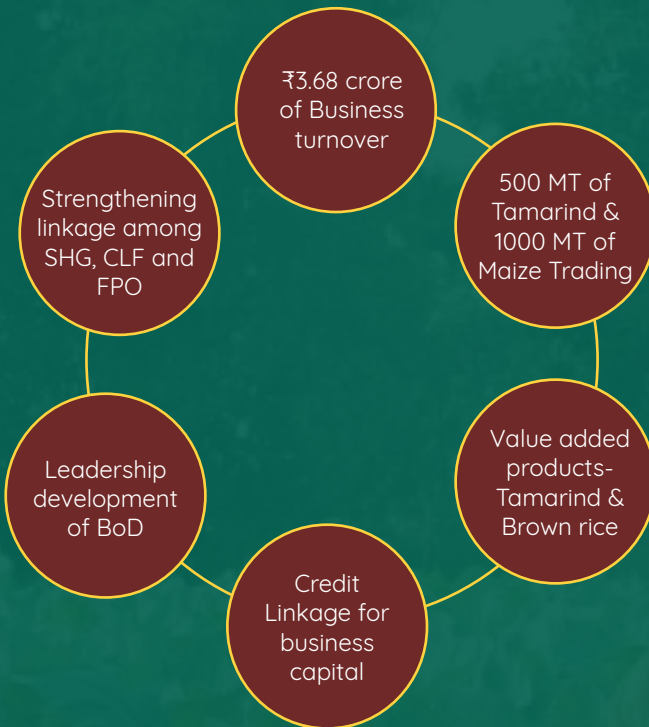 ₹3.68 crore
of Business
turnover
500 MT of
Tamarind &
1000 MT of
Maize Trading
Value added
products-
Tamarind &
Brown rice
Credit
Linkage for
business
capital
Leadership
development
of BoD
Strengthening
linkage among
SHG, CLF and
FPO